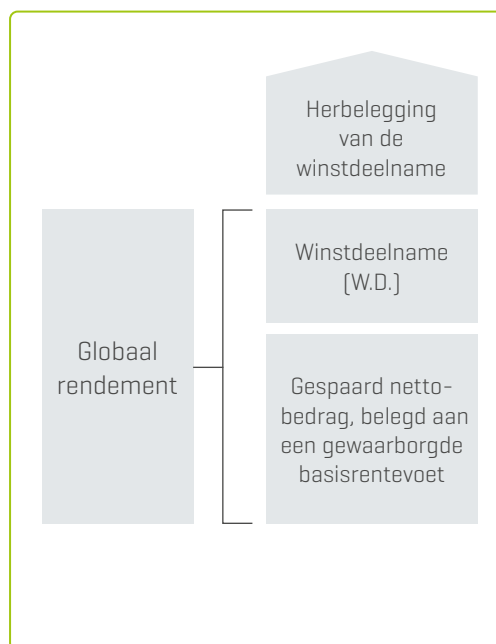 Herbelegging
van de
winstdeelname
Winstdeelname
(W.D.)
Globaal
rendement
Gespaard netto-
bedrag, belegd aan
een gewaarborgde
basisrentevoet